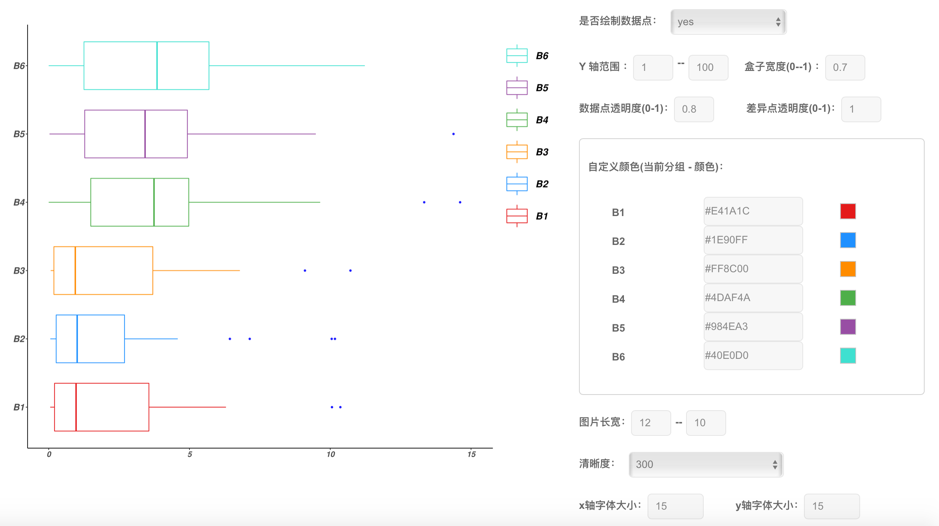 B6
B5
B4
B3
B2
B1
0 5 10 15
B6
B5
B4
B3
B2
B1
是否绘制数据点： yes
Y 轴范围： 1 -- 100 盒子宽度(0--1)： 0.7
数据点透明度(0-1): 0.8 差异点透明度(0-1): 1
自定义颜色(当前分组 - 颜色):
B1 #E41A1C
B2 #1E90FF
B3 #FF8C00
B4 #4DAF4A
B5 #984EA3
B6 #40E0D0
图片长宽: 12 -- 10
清晰度： 300
x轴字体大小: 15 y轴字体大小: 15